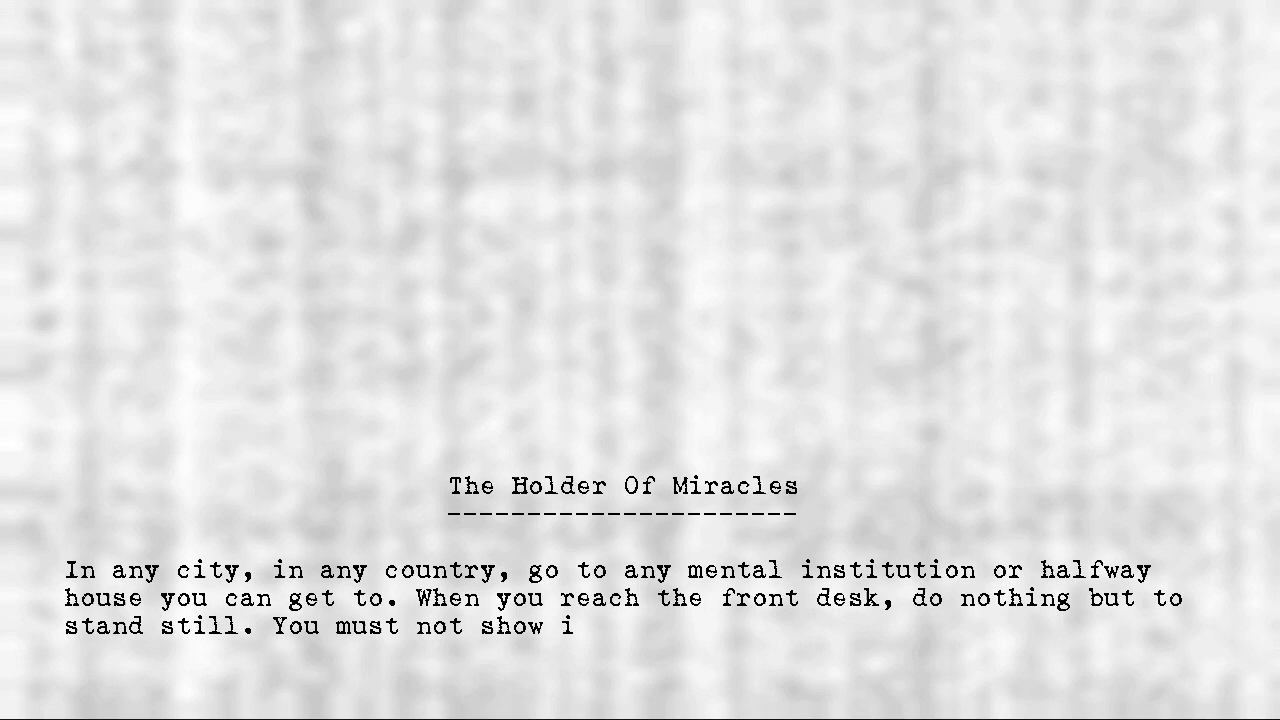 The Holder Of Miracles
----------------------
In any city, in any country, go to any mental institution or halfway
house you can get to. When you reach the front desk, do nothing but to
stand still. You must not show i